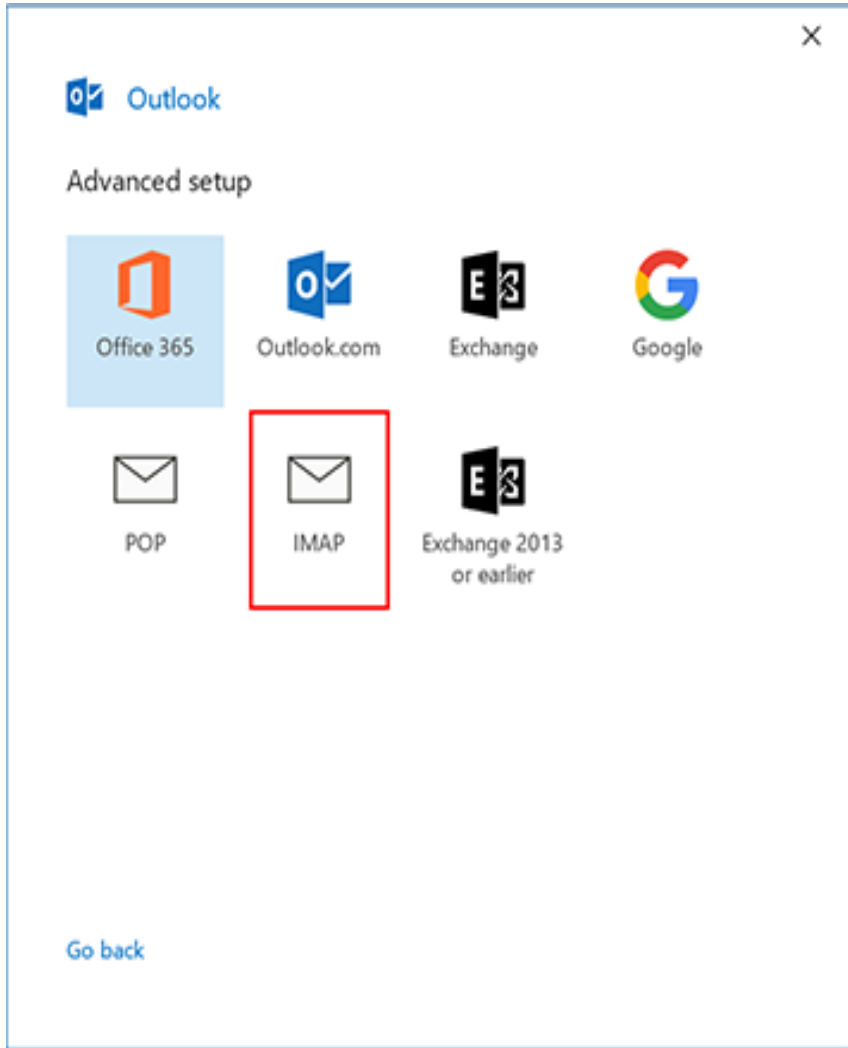 Outlook
Advanced setup
Office 365
Outlook.com
Exchange
Google
POP
IMAP
Exchange 2013
or earlier
Go back